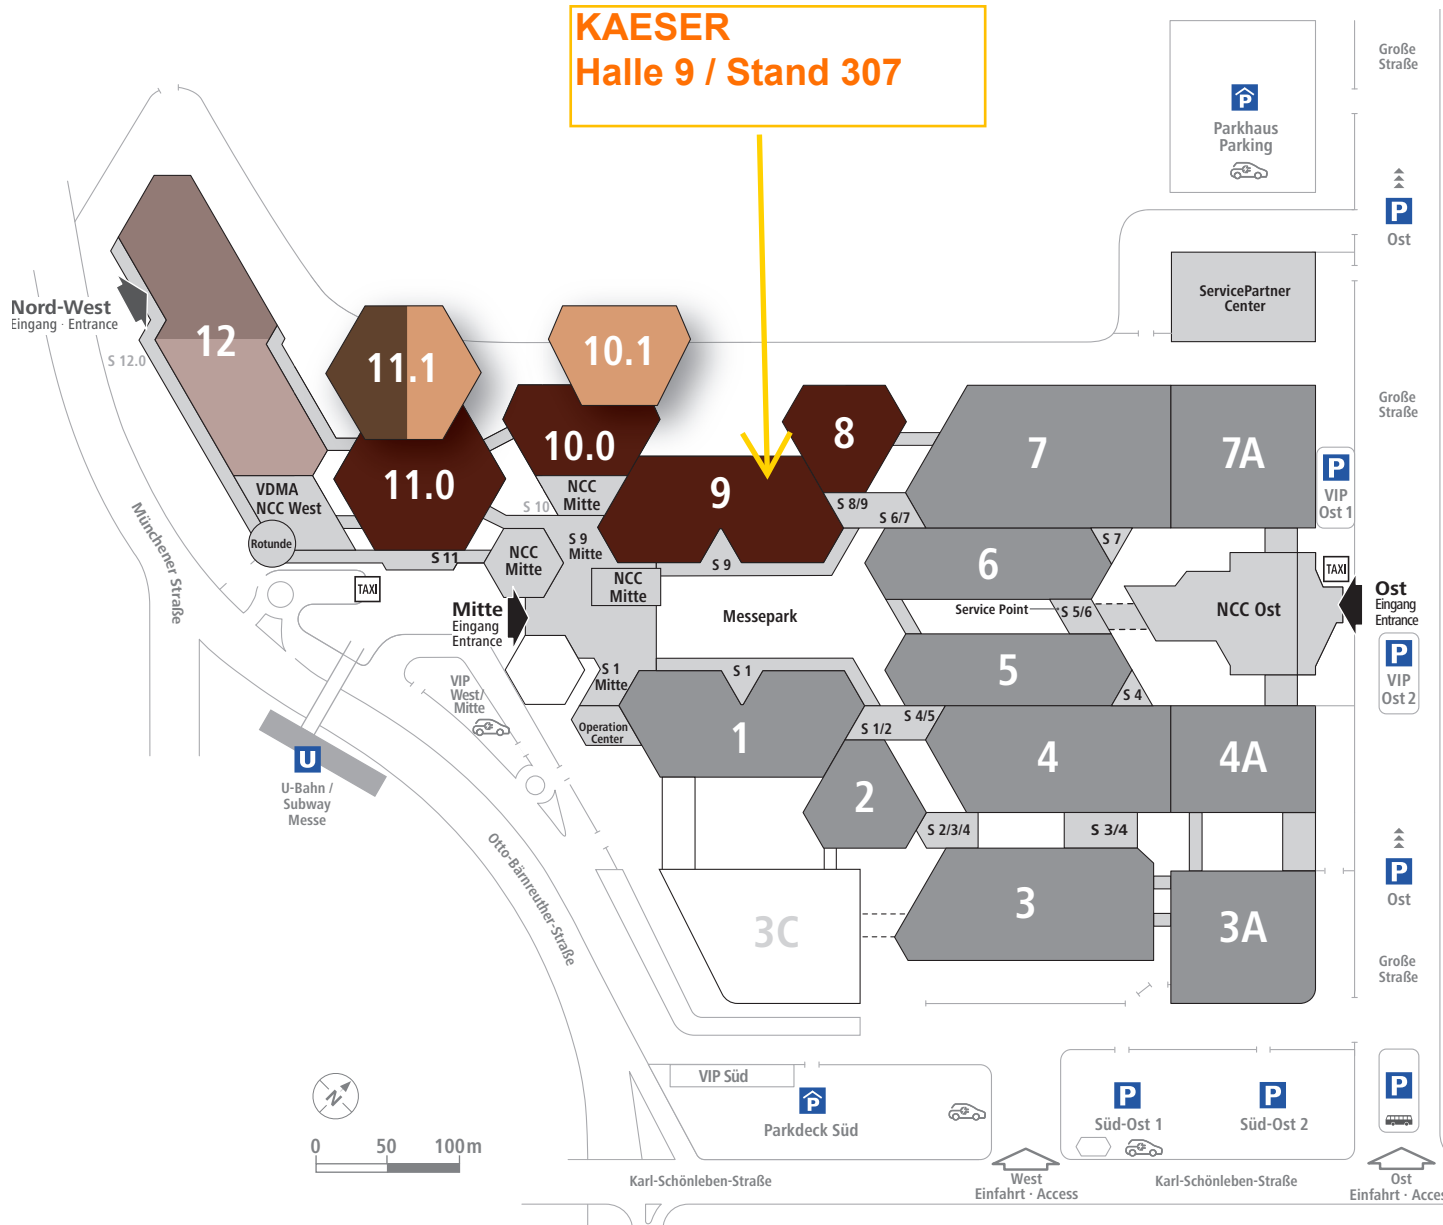 KAESER
Halle 9 / Stand 307
Große
Straße
P
Parkhaus
Parking
P
Ost
ServicePartner
Center
Nord-West
Eingang · Entrance
S 12.0
12
11.1
10.1
11.0
10.0
9
8
7
7A
Große
Straße
P
VIP
Ost 1
VDMA
NCC West
Rotunde
S 11
S 10
NCC
Mitte
NCC
Mitte
S 9
Mitte
NCC
Mitte
S 9
S 8/9
S 6/7
6
S 7
TAXI
TAXI
Mitte
Eingang
Entrance
Messepark
Service Point
S 5/6
NCC Ost
Ost
Eingang
Entrance
P
VIP
Ost 2
Münchener Straße
VIP
West/
Mitte
S 1
Mitte
S 1
5
S 4
Operation
Center
1
S 1/2
S 4/5
4
4A
U
U-Bahn /
Subway
Messe
2
S 2/3/4
S 3/4
Otto-Bärnreuther-Straße
3C
3
3A
P
Ost
Große
Straße
N
0 50 100m
VIP Süd
P
Parkdeck Süd
P
Süd-Ost 1
P
Süd-Ost 2
P
Karl-Schönleben-Straße
West
Einfahrt · Access
Karl-Schönleben-Straße
Ost
Einfahrt · Acces